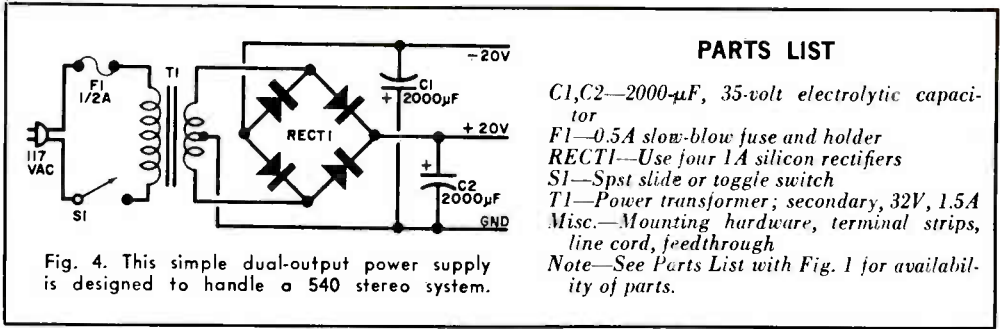 F1
1/2A
T1
117
VAC
S1
RECT1
-20V
C1
+ 2000µF
+20V
+
C2
2000µF
GND
Fig. 4. This simple dual-output power supply
is designed to handle a 540 stereo system.
PARTS LIST
C1,C2—2000-µF, 35-volt electrolytic capaci-
tor
F1—0.5A slow-blow fuse and holder
RECT1—Use four 1A silicon rectifiers
S1—Spst slide or toggle switch
T1—Power transformer; secondary, 32V, 1.5A
Misc.—Mounting hardware, terminal strips,
line cord, feedthrough
Note—See Parts List with Fig. 1 for availabil-
ity of parts.